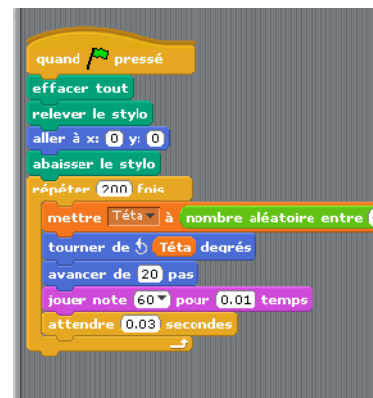 quand pressé
effacer tout
relever le stylo
aller à x: 0 y: 0
abaisser le stylo
répéter 200 fois
mettre Téta à nombre aléatoire entre
tourner de Téta degrés
avancer de 20 pas
jouer note 60 pour 0.01 temps
attendre 0.03 secondes